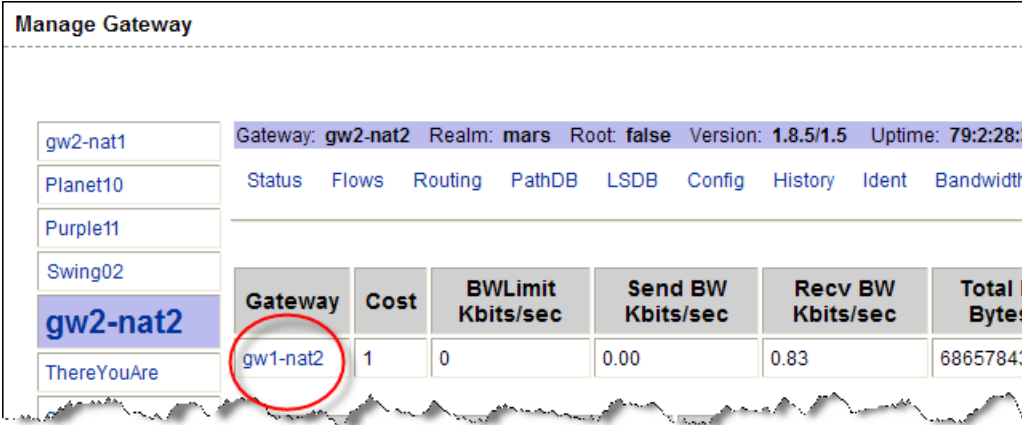 Manage Gateway
gw2-nat1
Planet10
Purple11
Swing02
gw2-nat2
ThereYouAre
Gateway: gw2-nat2 Realm: mars Root: false Version: 1.8.5/1.5 Uptime: 79:2:28:
Status Flows Routing PathDB LSDB Config History Ident Bandwidth
Gateway Cost BWLimit Kbits/sec Send BW Kbits/sec Recv BW Kbits/sec Total Bytes
gw1-nat2 1 0 0.00 0.83 6865784